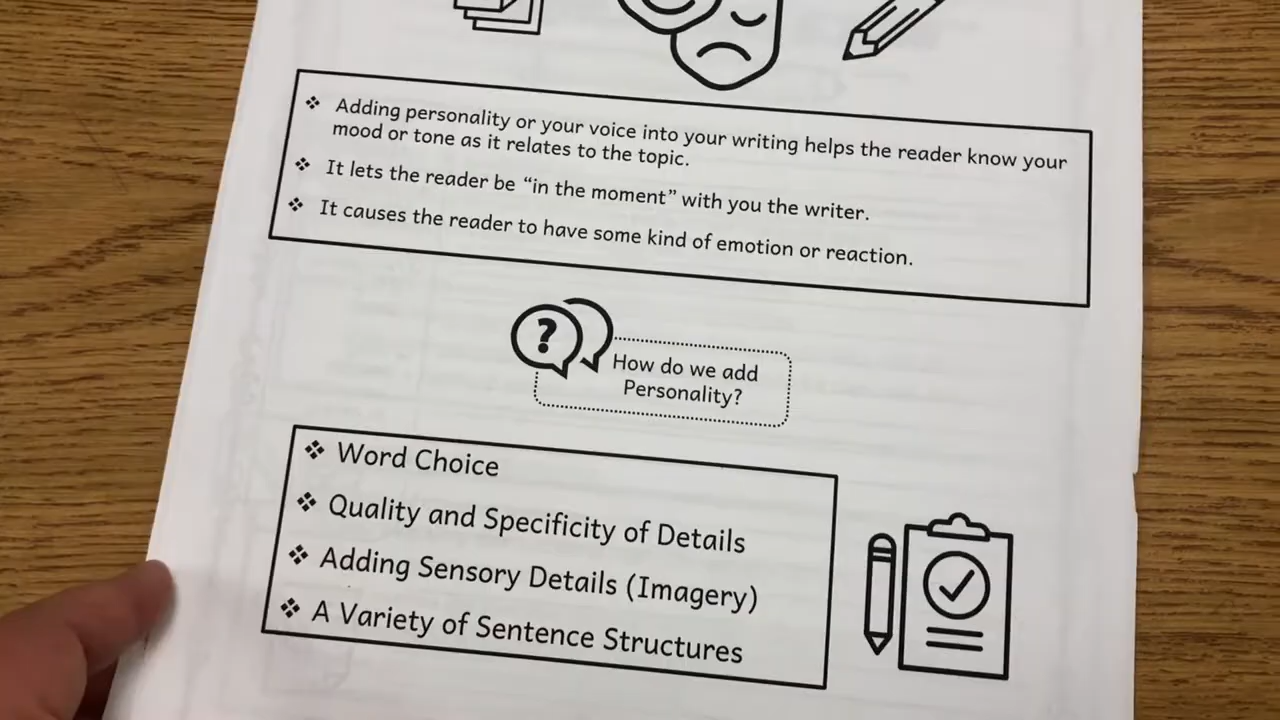 ❖ Adding personality or your voice into your writing helps the reader know your
mood or tone as it relates to the topic.
❖ It lets the reader be “in the moment” with you the writer.
❖ It causes the reader to have some kind of emotion or reaction.
?
How do we add
Personality?
❖ Word Choice
❖ Quality and Specificity of Details
❖ Adding Sensory Details (Imagery)
❖ A Variety of Sentence Structures